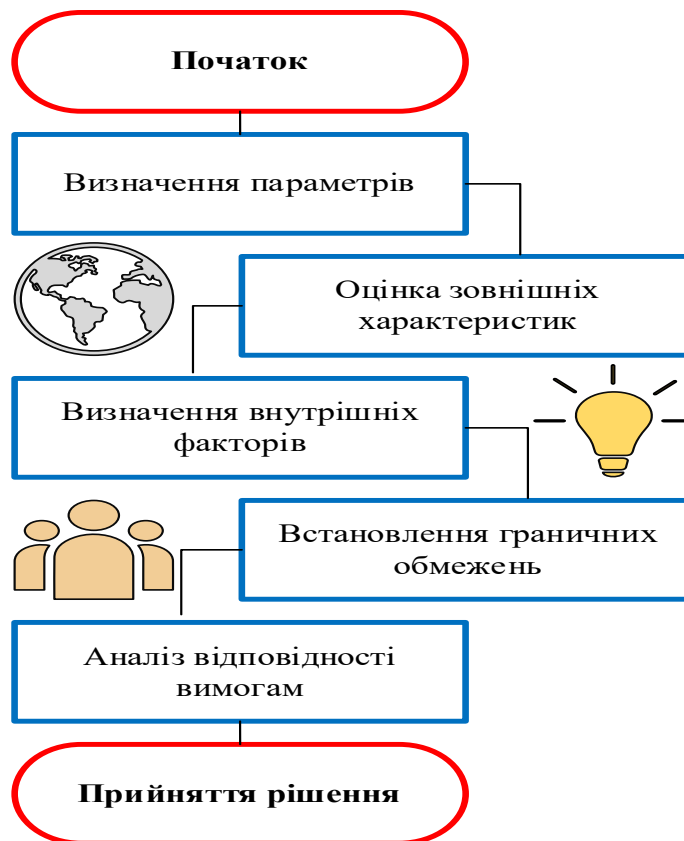 Початок
Визначення параметрів
Оцінка зовнішніх
характеристик
Визначення внутрішніх
факторів
Встановлення граничних
обмежень
Аналіз відповідності
вимогам
Прийняття рішення